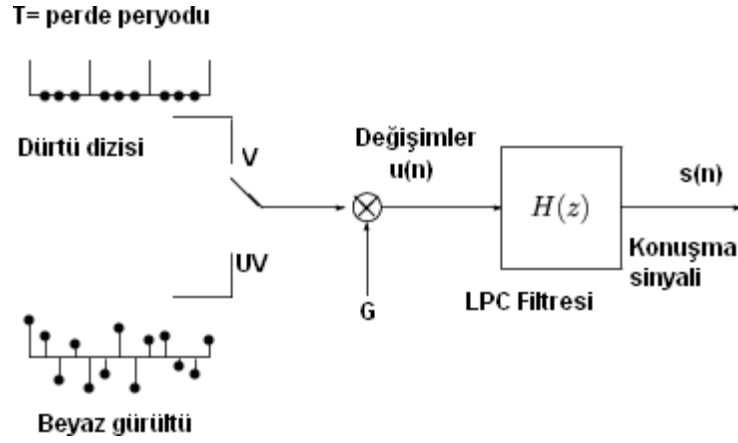 T= perde peryodu
Dürtü dizisi
V
UV
Beyaz gürültü
Değişimler
u(n)
G
H(z)
LPC Filtresi
s(n)
Konuşma
sinyali